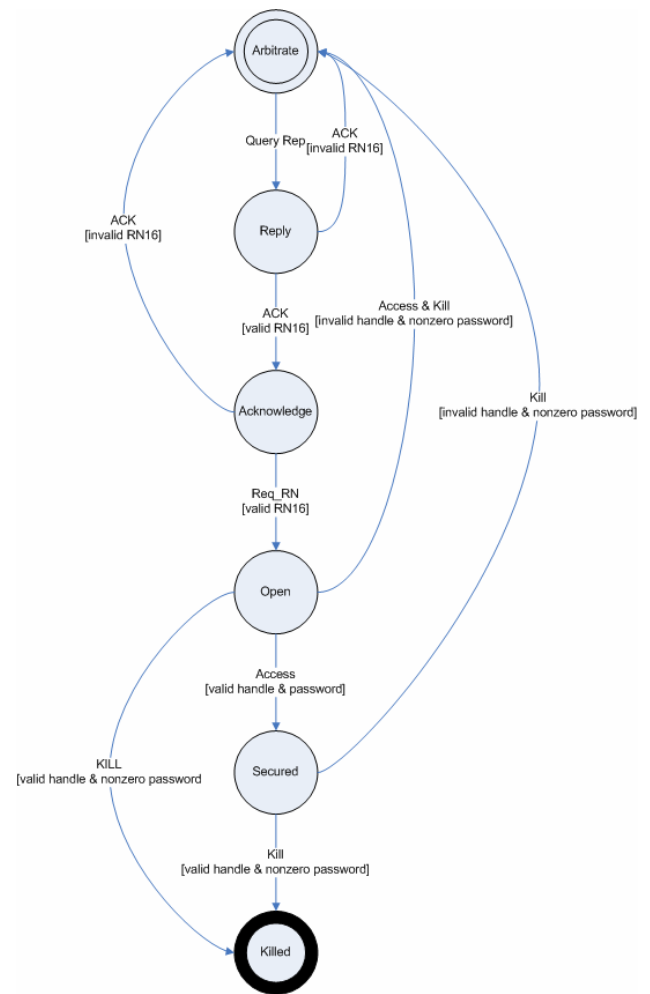 Arbitrate
Query Rep
ACK
[invalid RN16]
Reply
ACK
[invalid RN16]
ACK
[valid RN16]
Access & Kill
[invalid handle & nonzero password]
Acknowledge
Kill
[invalid handle & nonzero password]
Req_RN
[valid RN16]
Open
Access
[valid handle & password]
KILL
[valid handle & nonzero password
Secured
Kill
[valid handle & nonzero password]
Killed